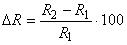 ΔR = (R₂ − R₁) / R₁ · 100